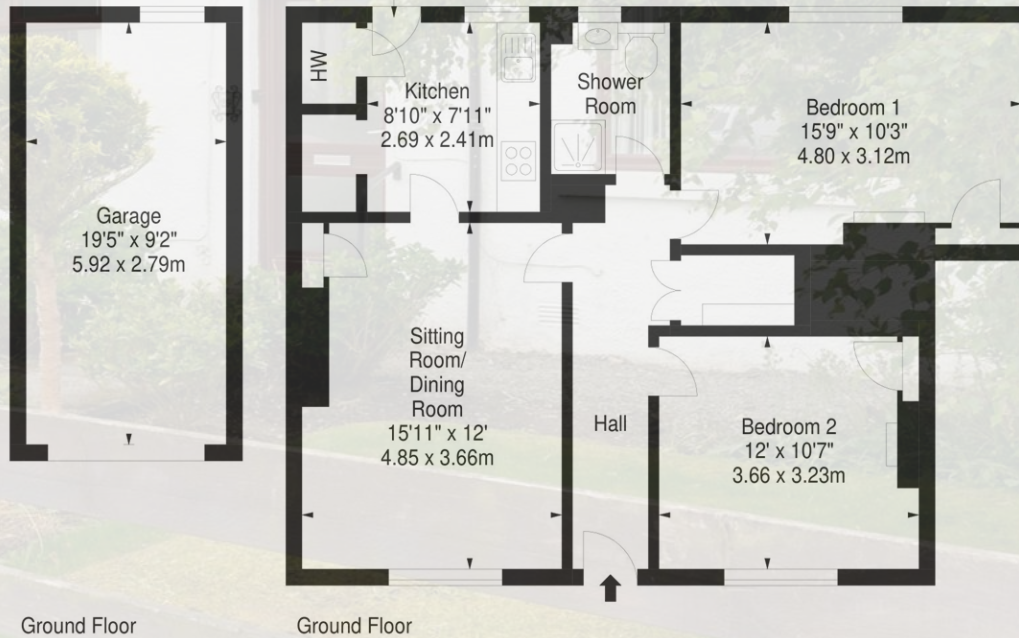 HW
Kitchen
8'10" x 7'11"
2.69 x 2.41m
Shower
Room
Bedroom 1
15'9" x 10'3"
4.80 x 3.12m
Garage
19'5" x 9'2"
5.92 x 2.79m
Sitting
Room/
Dining
Room
15'11" x 12'
4.85 x 3.66m
Hall
Bedroom 2
12' x 10'7"
3.66 x 3.23m
Ground Floor
Ground Floor